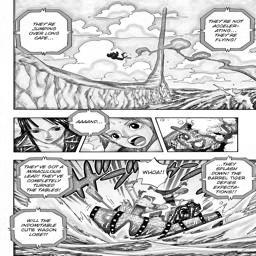 THEY'RE
JUMPING
OVER LONG
CAPE...
THEY'RE NOT
ACCELER-
ATING...
THEY'RE
FLYING!
AAAAND...
THEY'VE GOT A
MIRACULOUS
LEAD! THEY'VE
COMPLETELY
TURNED
THE TABLES!
WHOA!!
...THEY
SPLASH
DOWN! THE
BARREL TIGER
DEFIES
EXPECTA-
TIONS!!
WILL THE
INDOMITABLE
CUTIE WAGON
LOSE?!